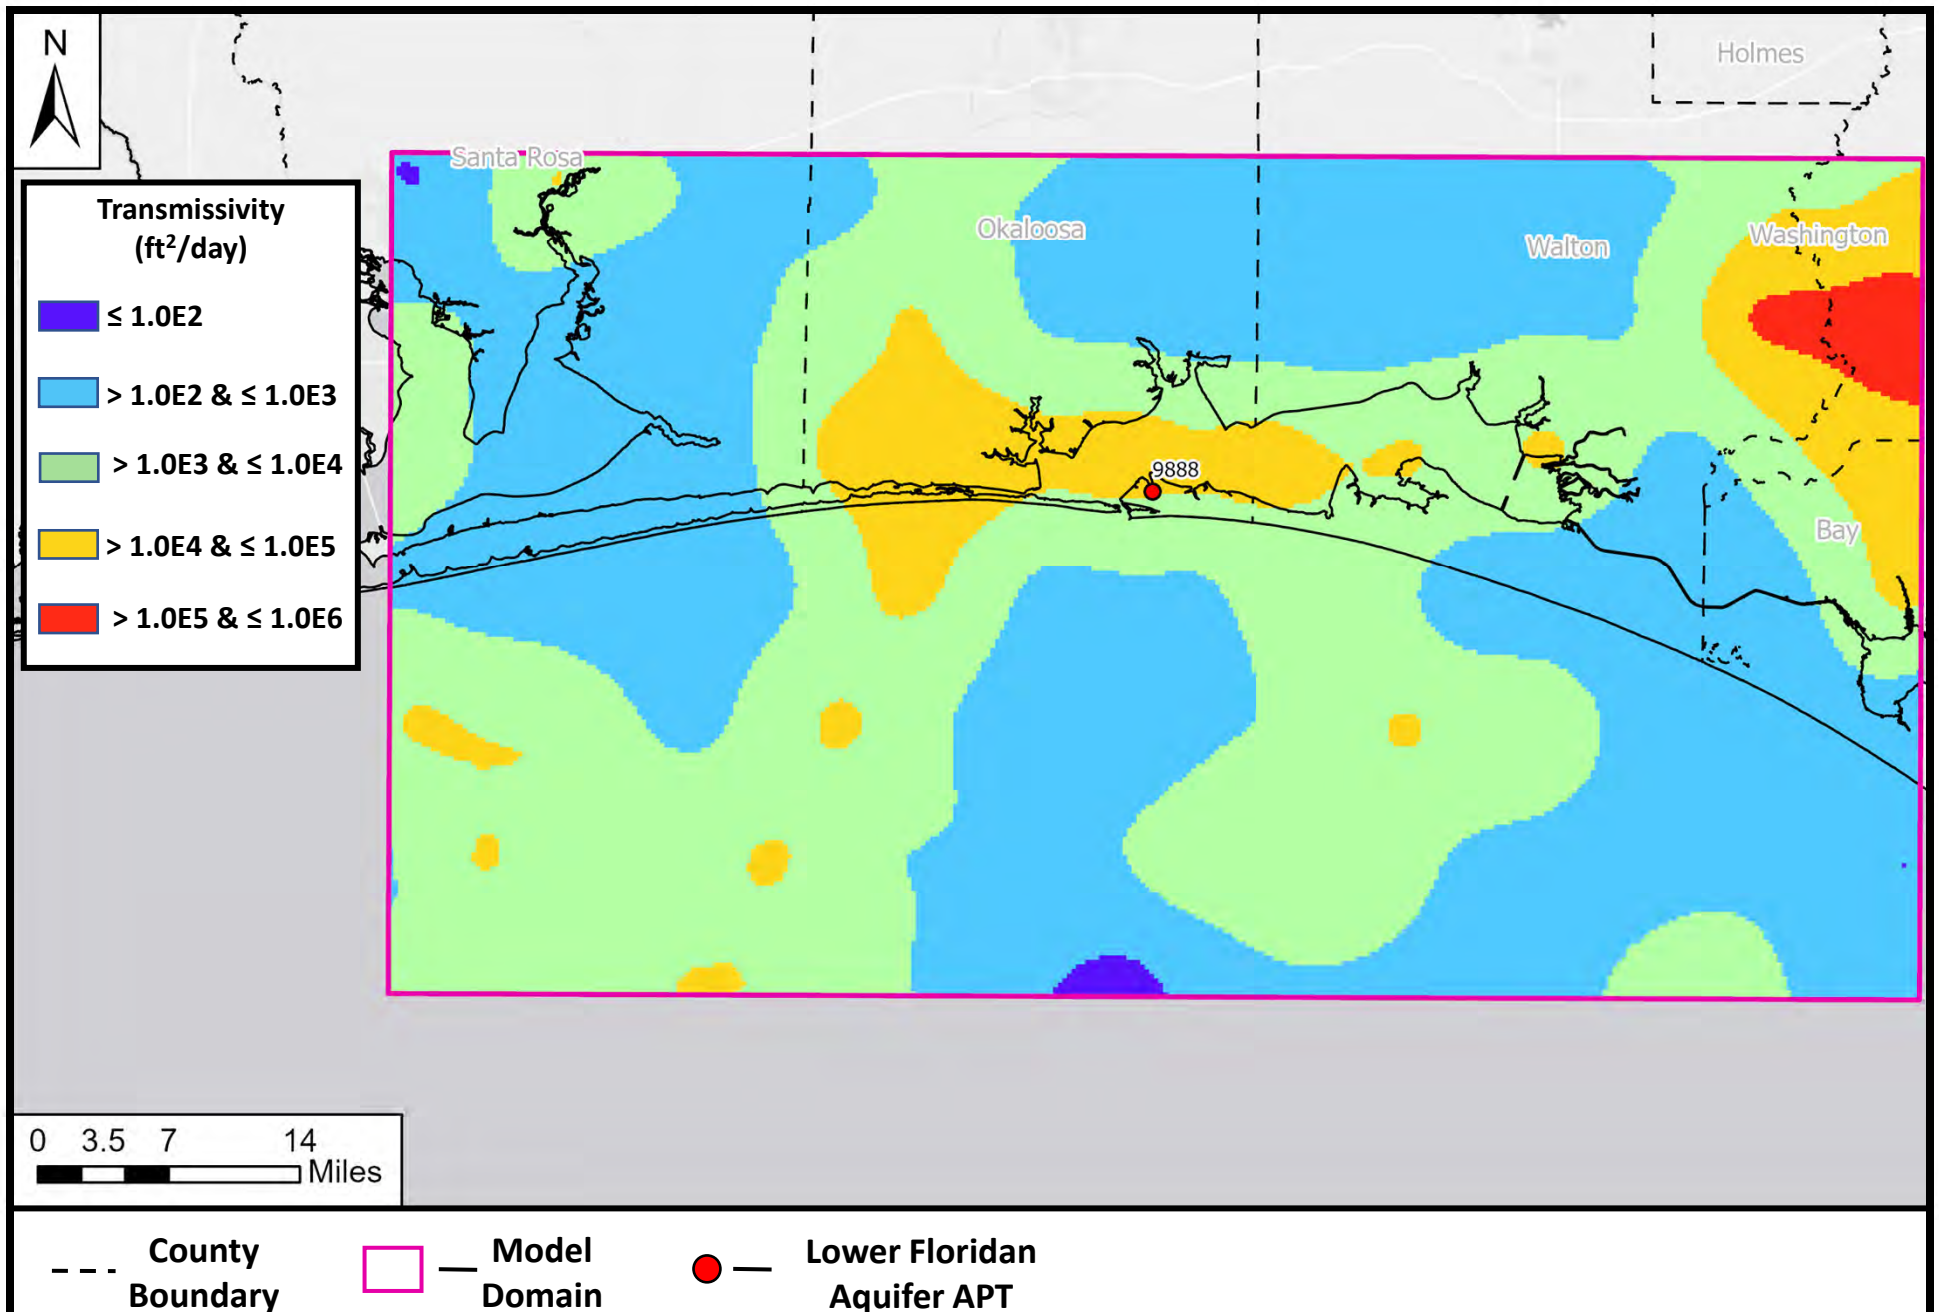 N
Holmes
Santa Rosa
Okaloosa
Walton
Washington
Bay
9888
Transmissivity
(ft²/day)
≤ 1.0E2
> 1.0E2 & ≤ 1.0E3
> 1.0E3 & ≤ 1.0E4
> 1.0E4 & ≤ 1.0E5
> 1.0E5 & ≤ 1.0E6
0 3.5 7 14
Miles
County
Boundary
Model
Domain
Lower Floridan
Aquifer APT